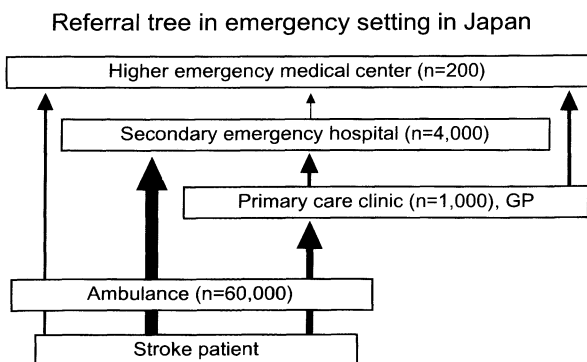 Referral tree in emergency setting in Japan
Higher emergency medical center (n=200)
Secondary emergency hospital (n=4,000)
Primary care clinic (n=1,000), GP
Ambulance (n=60,000)
Stroke patient